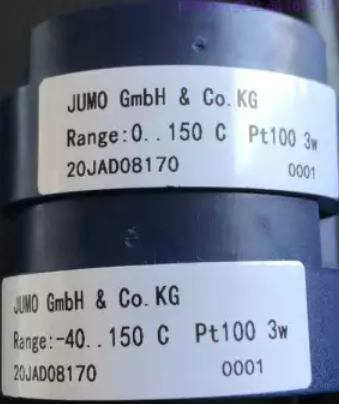 JUMO GmbH & Co. KG
Range:0..150 C Pt100 3w
20JAD08170 0001
JUMO GmbH & Co. KG
Range:-40..150 C Pt100 3w
20JAD08170 0001